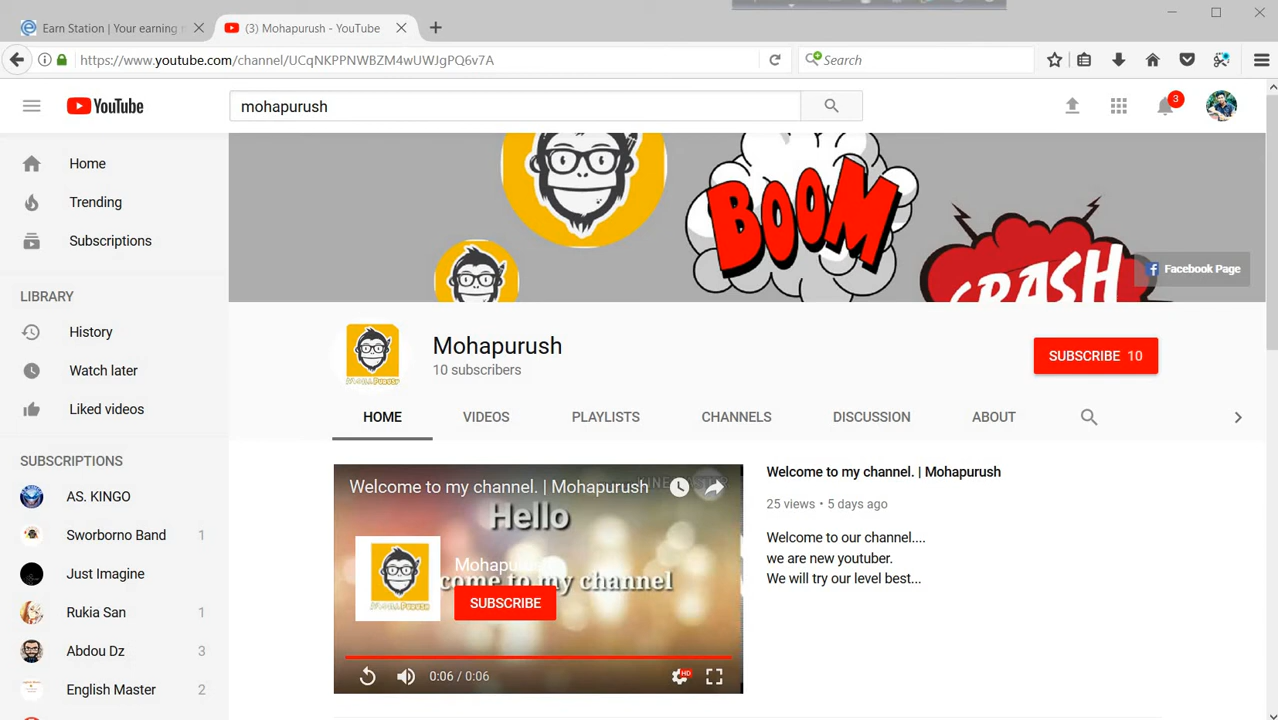 Earn Station | Your earning
(3) Mohapurush - YouTube
https://www.youtube.com/channel/UCqNKPPNWBZM4wUWJgPQ6v7A
Search
YouTube
mohapurush
3
Home
Trending
Subscriptions
LIBRARY
History
Watch later
Liked videos
SUBSCRIPTIONS
AS. KINGO
Sworborno Band 1
Just Imagine
Rukia San 1
Abdou Dz 3
English Master 2
BOOM
CRASH
Facebook Page
Mohapurush
10 subscribers
SUBSCRIBE 10
HOME VIDEOS PLAYLISTS CHANNELS DISCUSSION ABOUT
Welcome to my channel. | Mohapurush
Hello
come to my channel
SUBSCRIBE
0:06 / 0:06
HD
Welcome to my channel. | Mohapurush
25 views • 5 days ago
Welcome to our channel....
we are new youtuber.
We will try our level best...